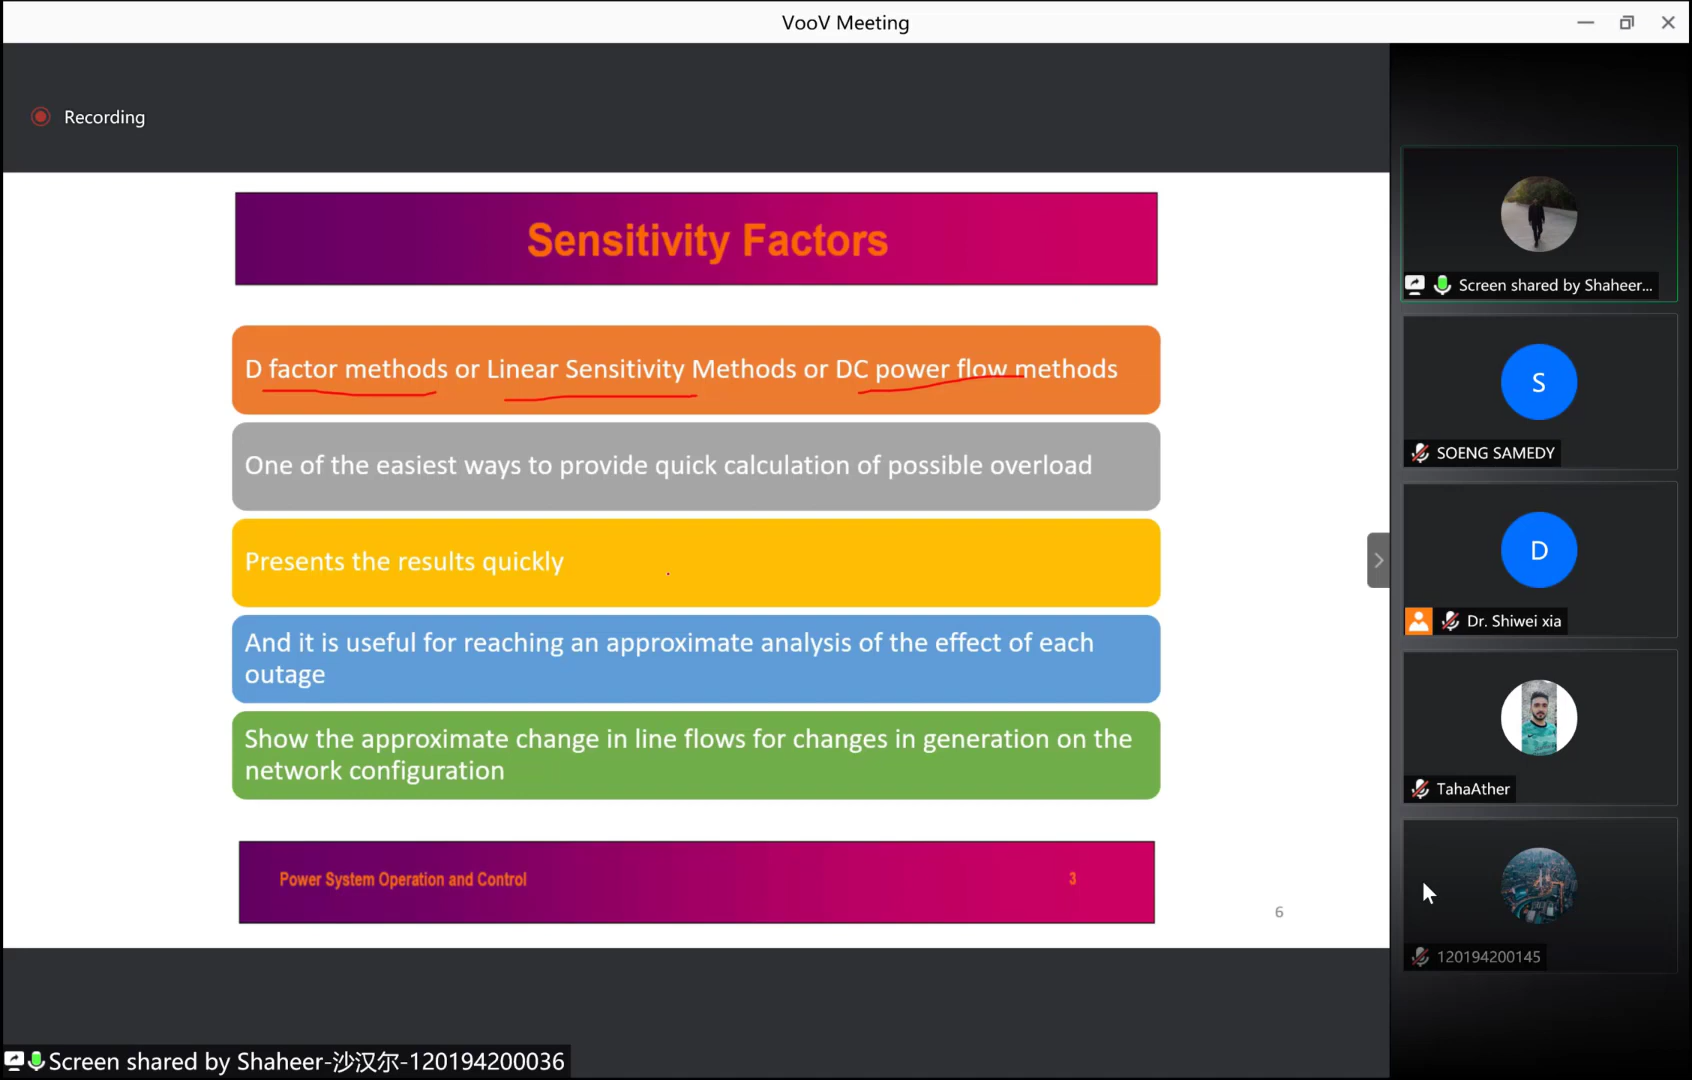 VooV Meeting
Recording
Sensitivity Factors
D factor methods or Linear Sensitivity Methods or DC power flow methods
One of the easiest ways to provide quick calculation of possible overload
Presents the results quickly
And it is useful for reaching an approximate analysis of the effect of each
outage
Show the approximate change in line flows for changes in generation on the
network configuration
Power System Operation and Control
3
6
Screen shared by Shaheer...
S
SOENG SAMEDY
D
Dr. Shiwei xia
TahaAther
120194200145
Screen shared by Shaheer-沙汉尔-120194200036